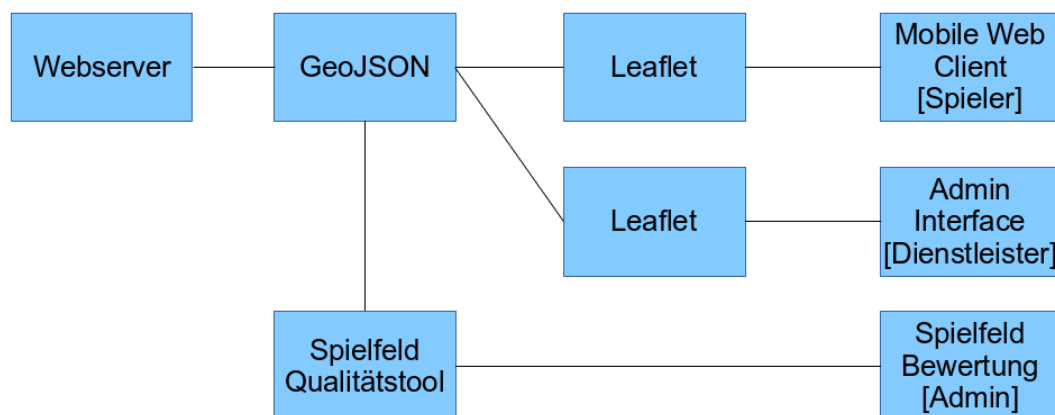 Webserver
GeoJSON
Leaflet
Mobile Web
Client
[Spieler]
Leaflet
Admin
Interface
[Dienstleister]
Spielfeld
Qualitätstool
Spielfeld
Bewertung
[Admin]